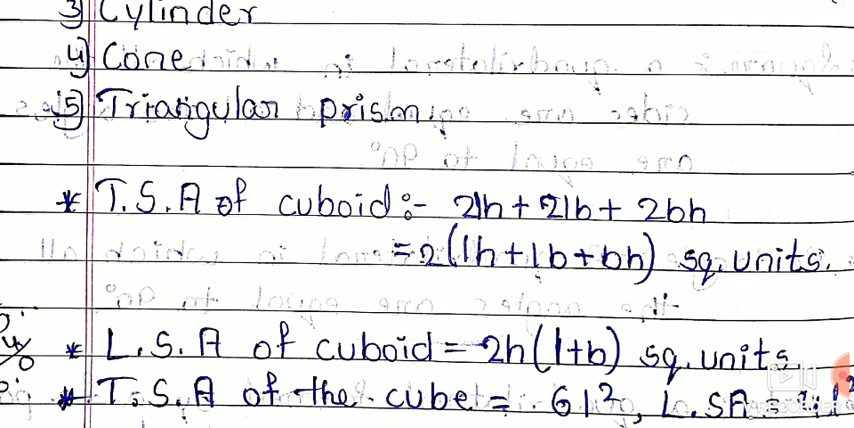 3) Cylinder
4) Cone
5) Triangular prism
* T.S.A of cuboid :- 2lh + 2lb + 2bh
= 2(lh + lb + bh) sq. units.
* L.S.A of cuboid = 2h(l+b) sq. units
* T.S.A of the cube = 6l², L.SA =